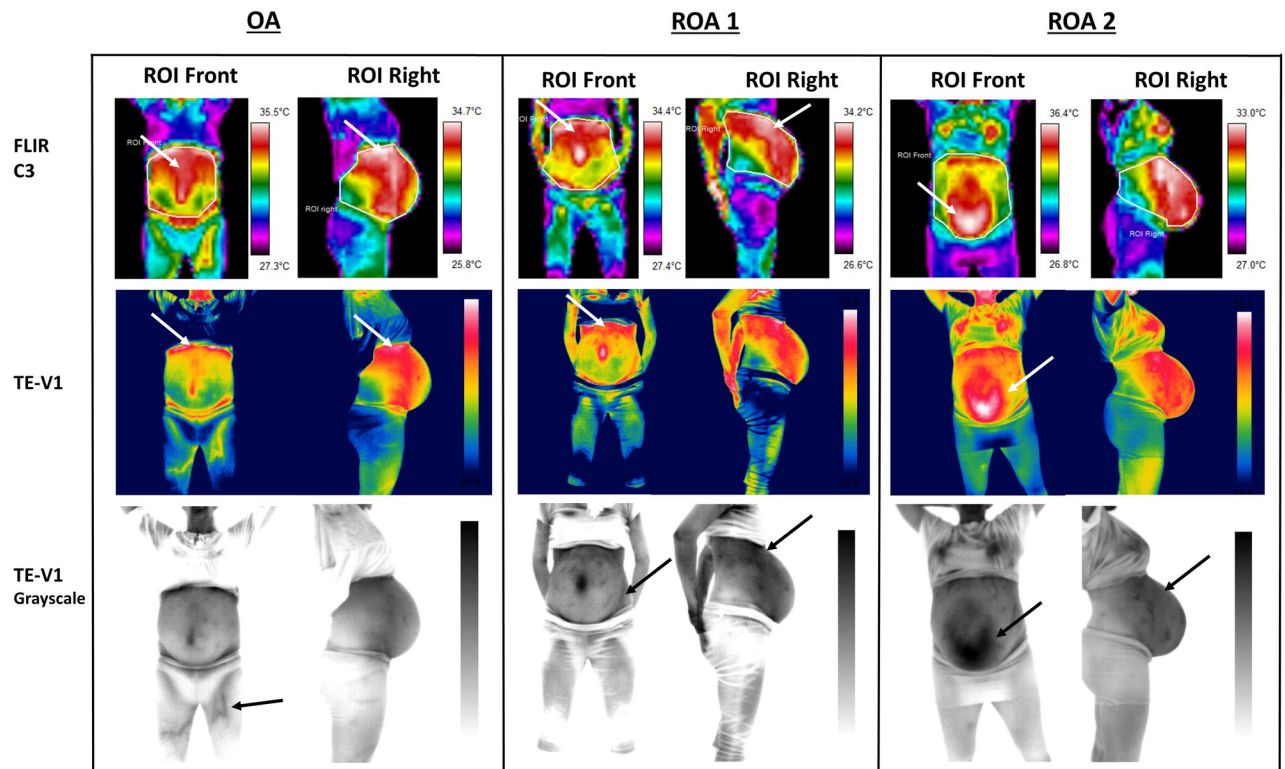 OA
ROA 1
ROA 2
ROI Front
ROI Right
ROI Front
ROI Right
ROI Front
ROI Right
FLIR
C3
35.5°C
ROI Front
27.3°C
34.7°C
ROI right
25.8°C
34.4°C
ROI Front
27.4°C
34.2°C
ROI Right
26.6°C
36.4°C
ROI Front
26.8°C
33.0°C
ROI Right
27.0°C
TE-V1
TE-V1
Grayscale